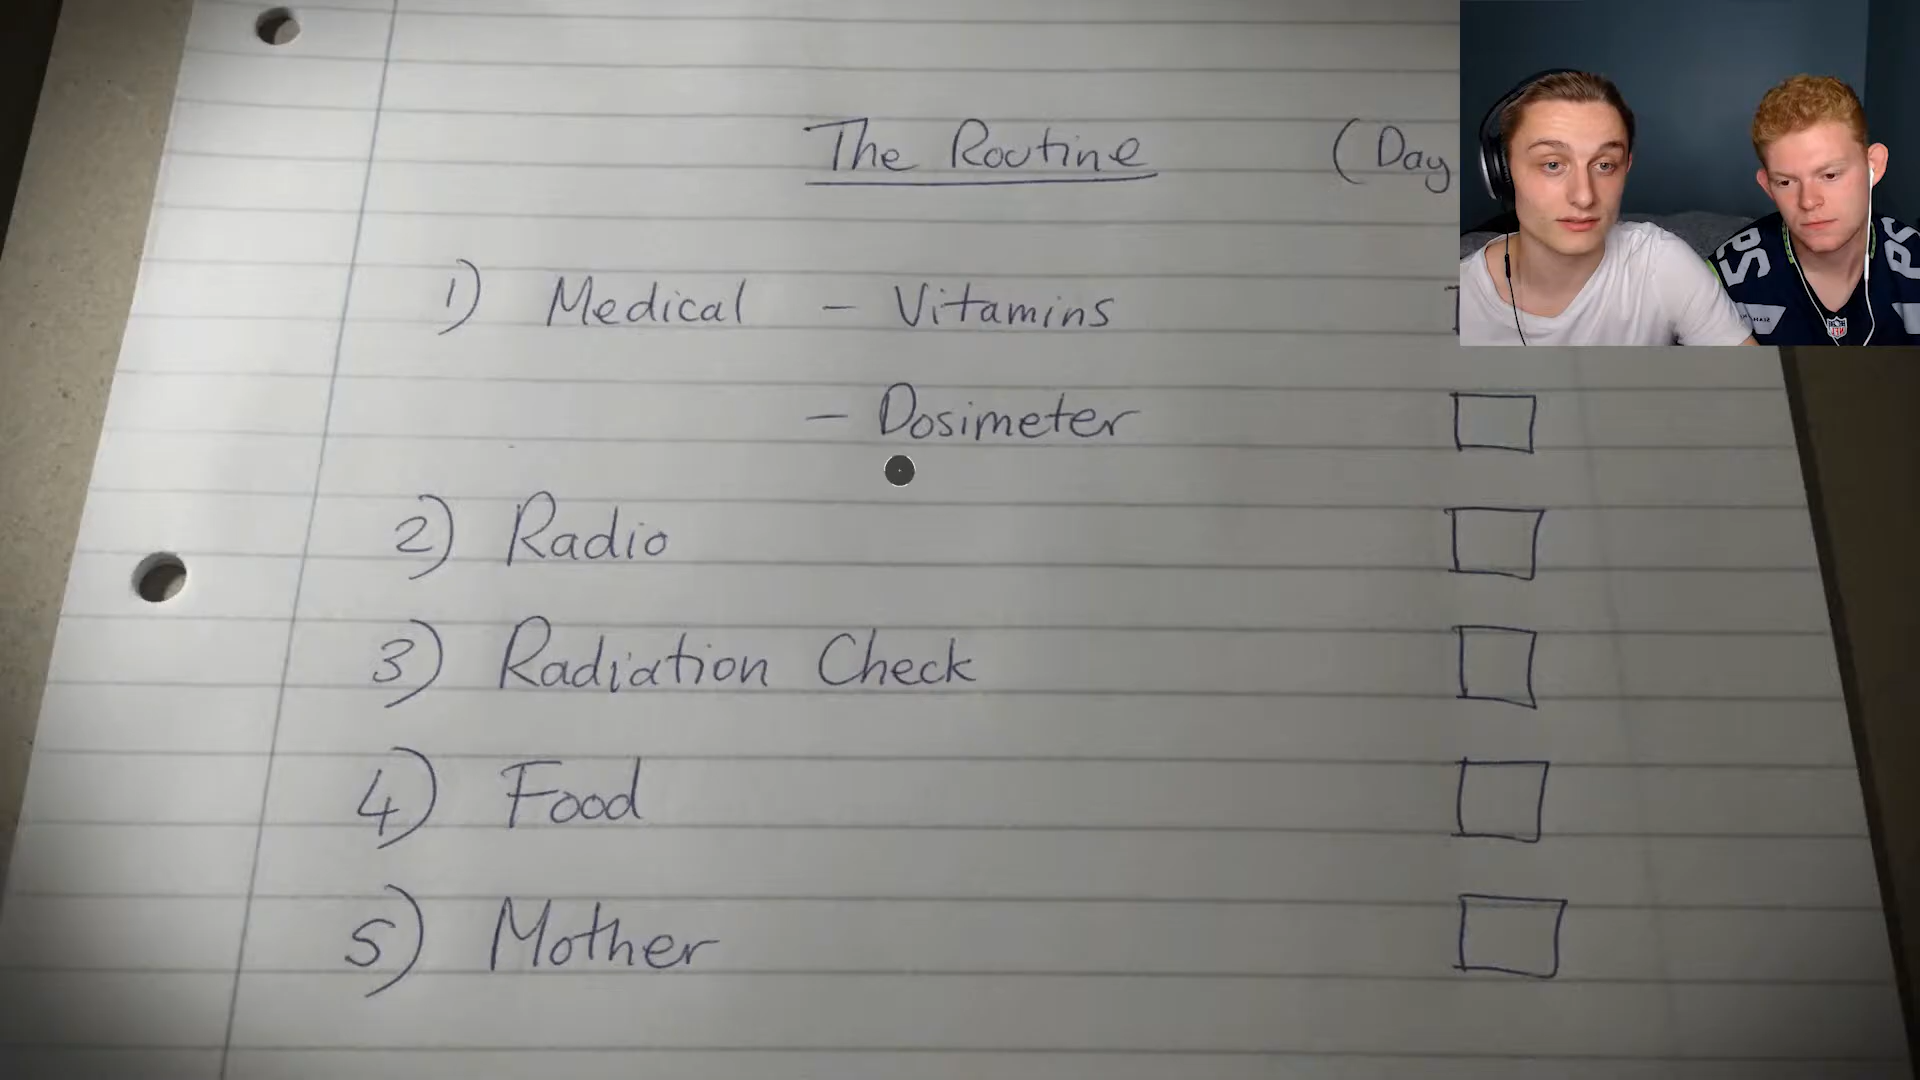 The Routine (Day
1) Medical - Vitamins
- Dosimeter
2) Radio
3) Radiation Check
4) Food
5) Mother